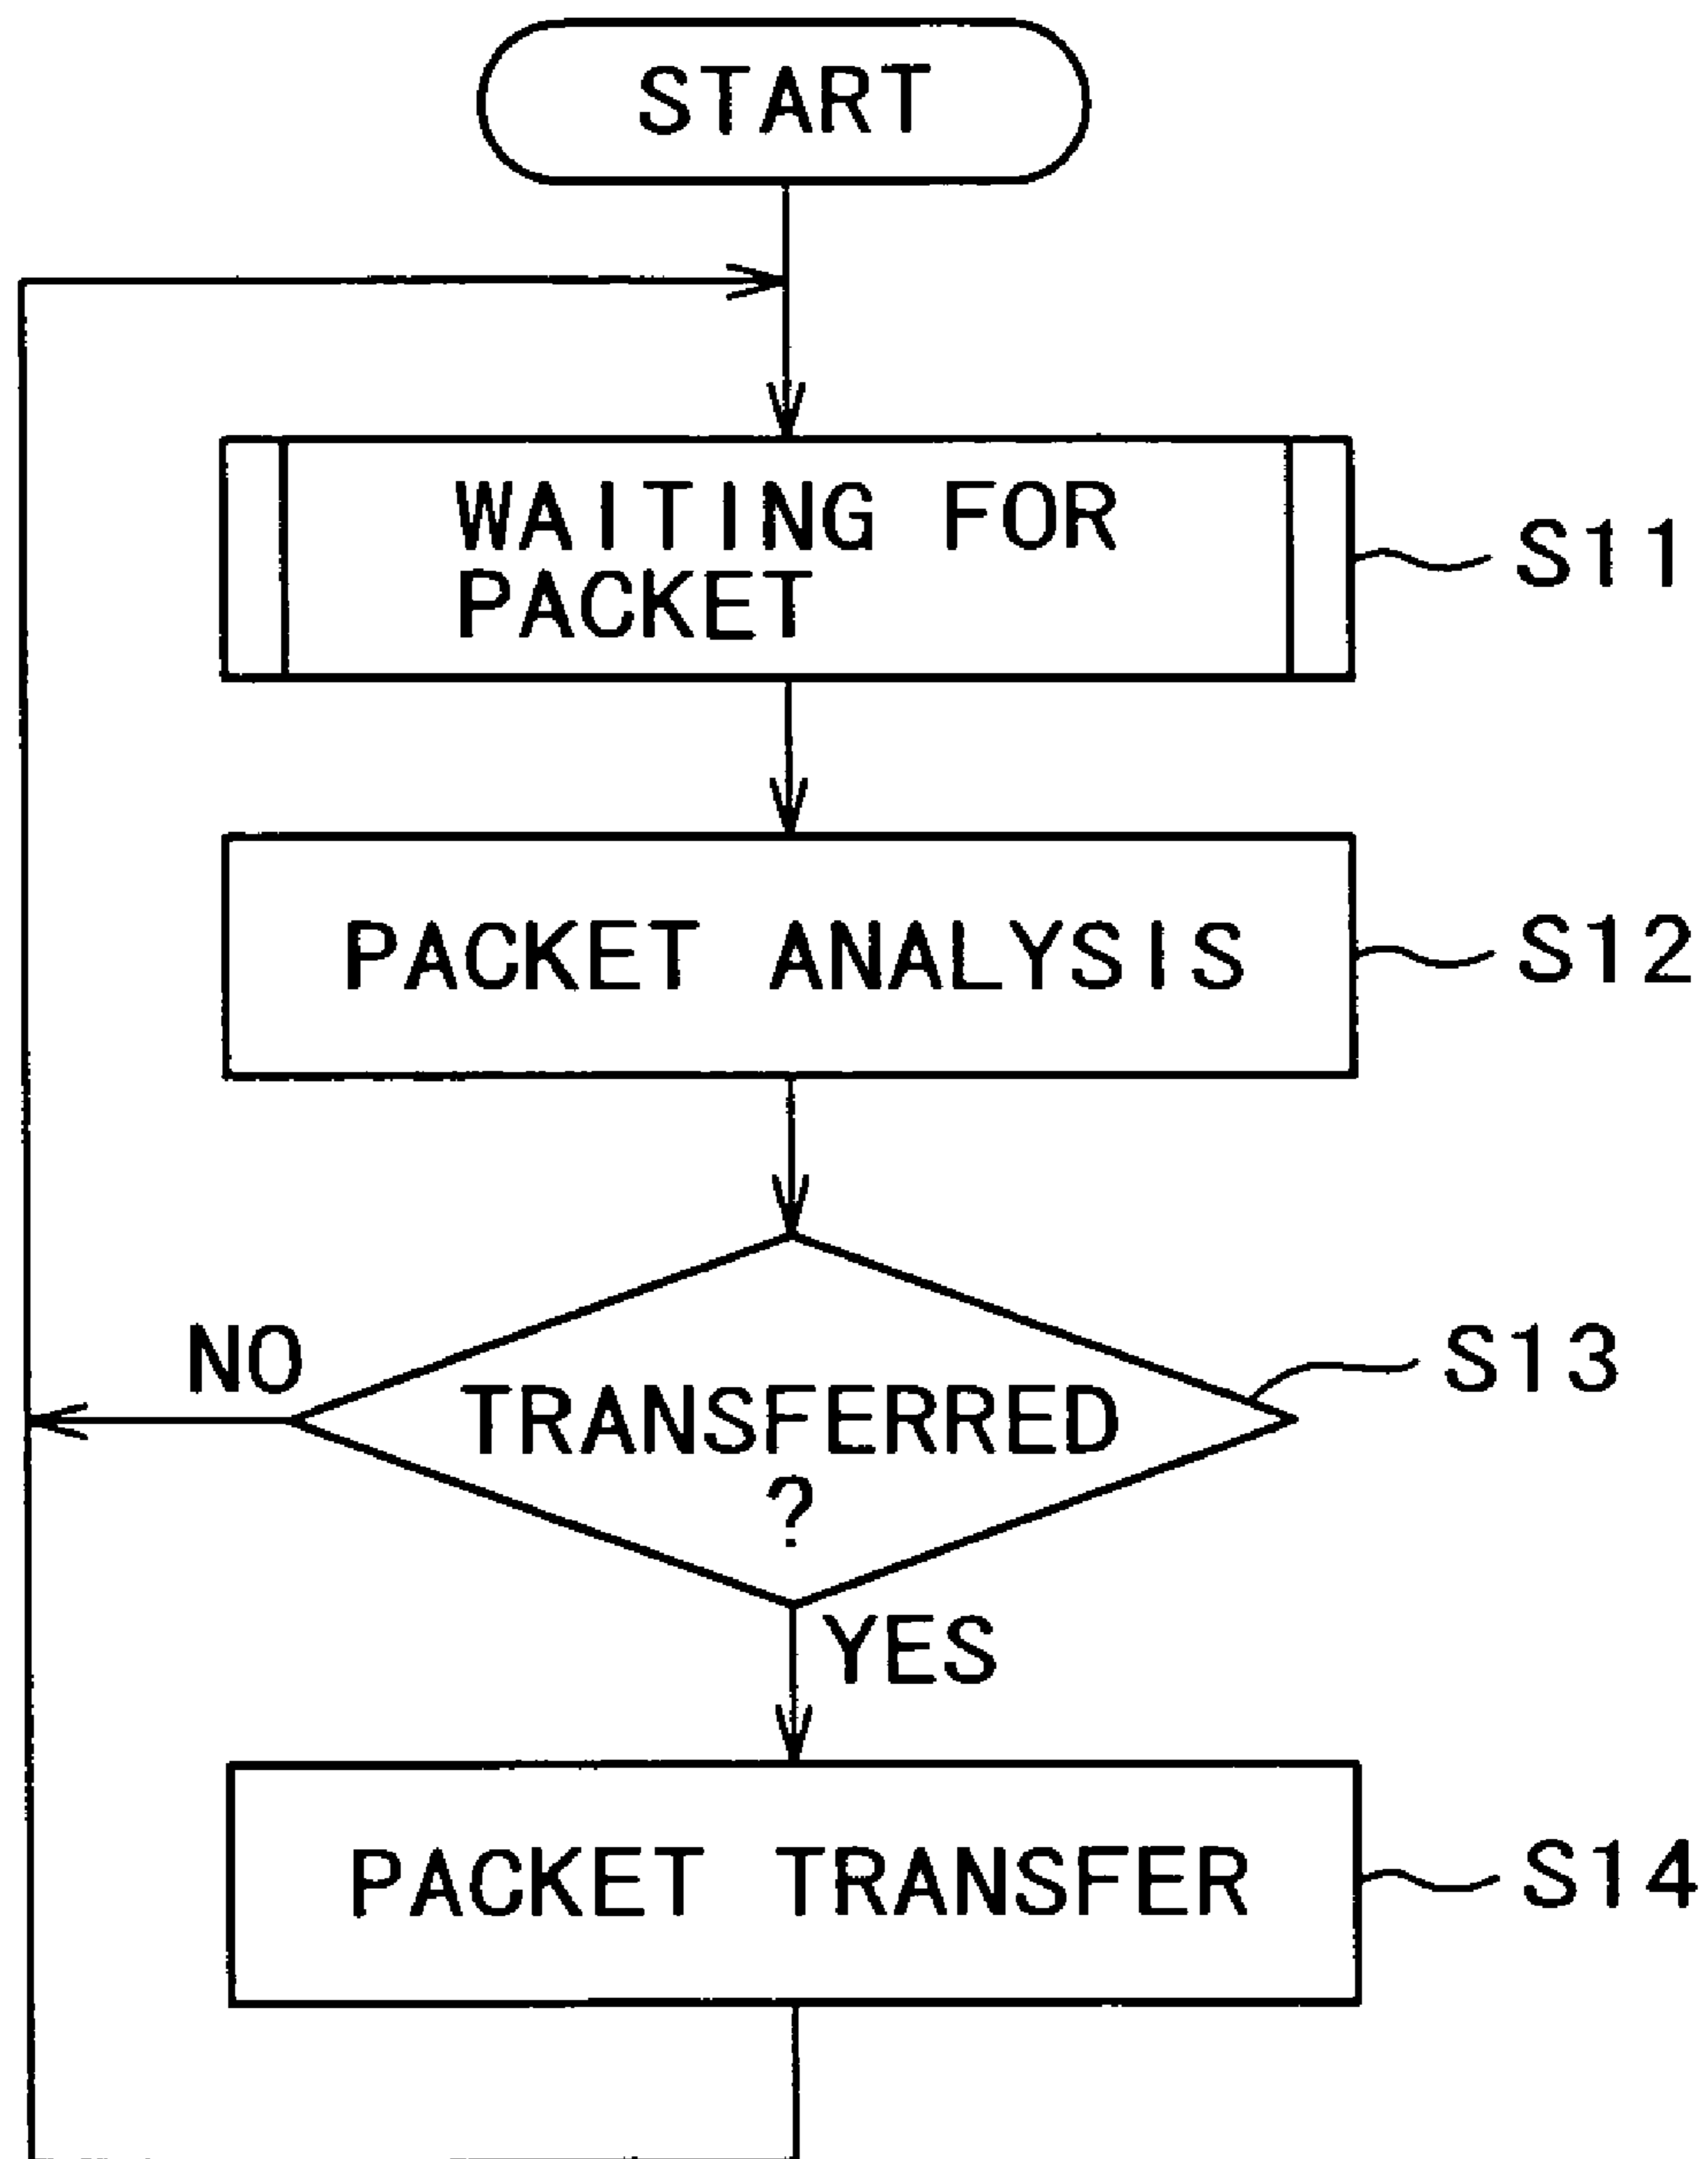 START
WAITING FOR
PACKET
S11
PACKET ANALYSIS
S12
NO
S13
TRANSFERRED
?
YES
PACKET TRANSFER
S14